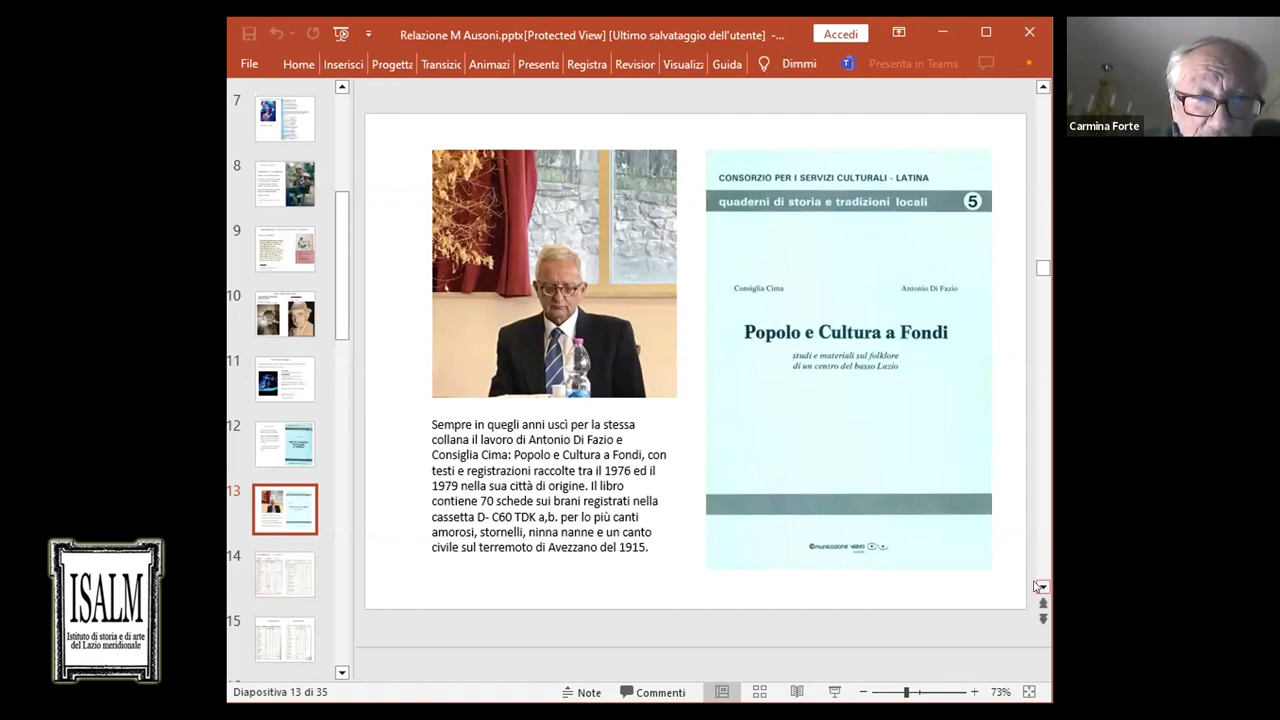 Relazione M Ausoni.pptx[Protected View] [Ultimo salvataggio dell'utente] -...
Accedi
File
Home
Inserisci
Progetta
Transizic
Animazi
Presenta
Registra
Revisior
Visualizz
Guida
Dimmi
Presenta in Teams
Carmina Forte
7
8
9
10
11
12
13
14
15
CONSORZIO PER I SERVIZI CULTURALI - LATINA
quaderni di storia e tradizioni locali 5
Consiglia Cima
Antonio Di Fazio
Popolo e Cultura a Fondi
studi e materiali sul folklore
di un centro del basso Lazio
Sempre in quegli anni uscì per la stessa
collana il lavoro di Antonio Di Fazio e
Consiglia Cima: Popolo e Cultura a Fondi, con
testi e registrazioni raccolte tra il 1976 ed il
1979 nella sua città di origine. Il libro
contiene 70 schede sui brani registrati nella
cassetta D- C60 TDK a,b. per lo più canti
amorosi, stornelli, ninna nanne e un canto
civile sul terremoto di Avezzano del 1915.
ISALM
Istituto di storia e di arte
del Lazio meridionale
Diapositiva 13 di 35
Note
Commenti
73%